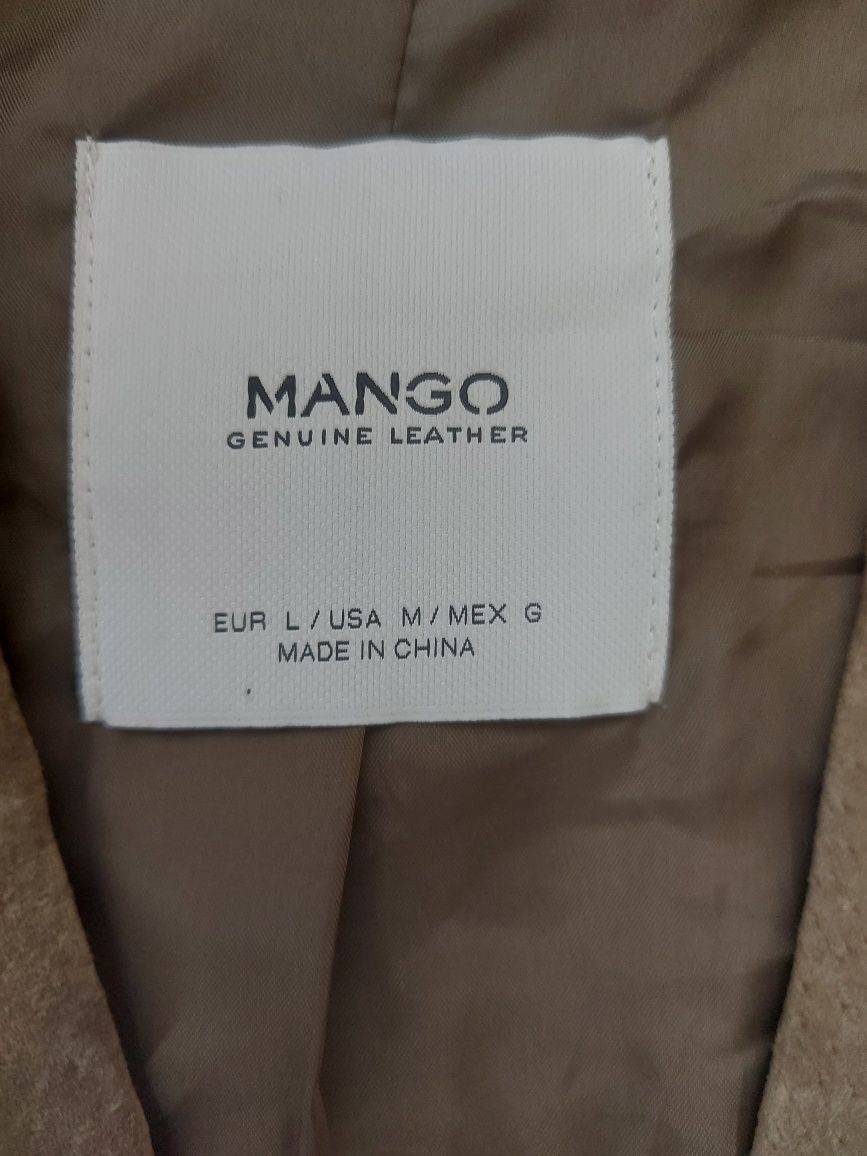 MANGO
GENUINE LEATHER
EUR L / USA M / MEX G
MADE IN CHINA